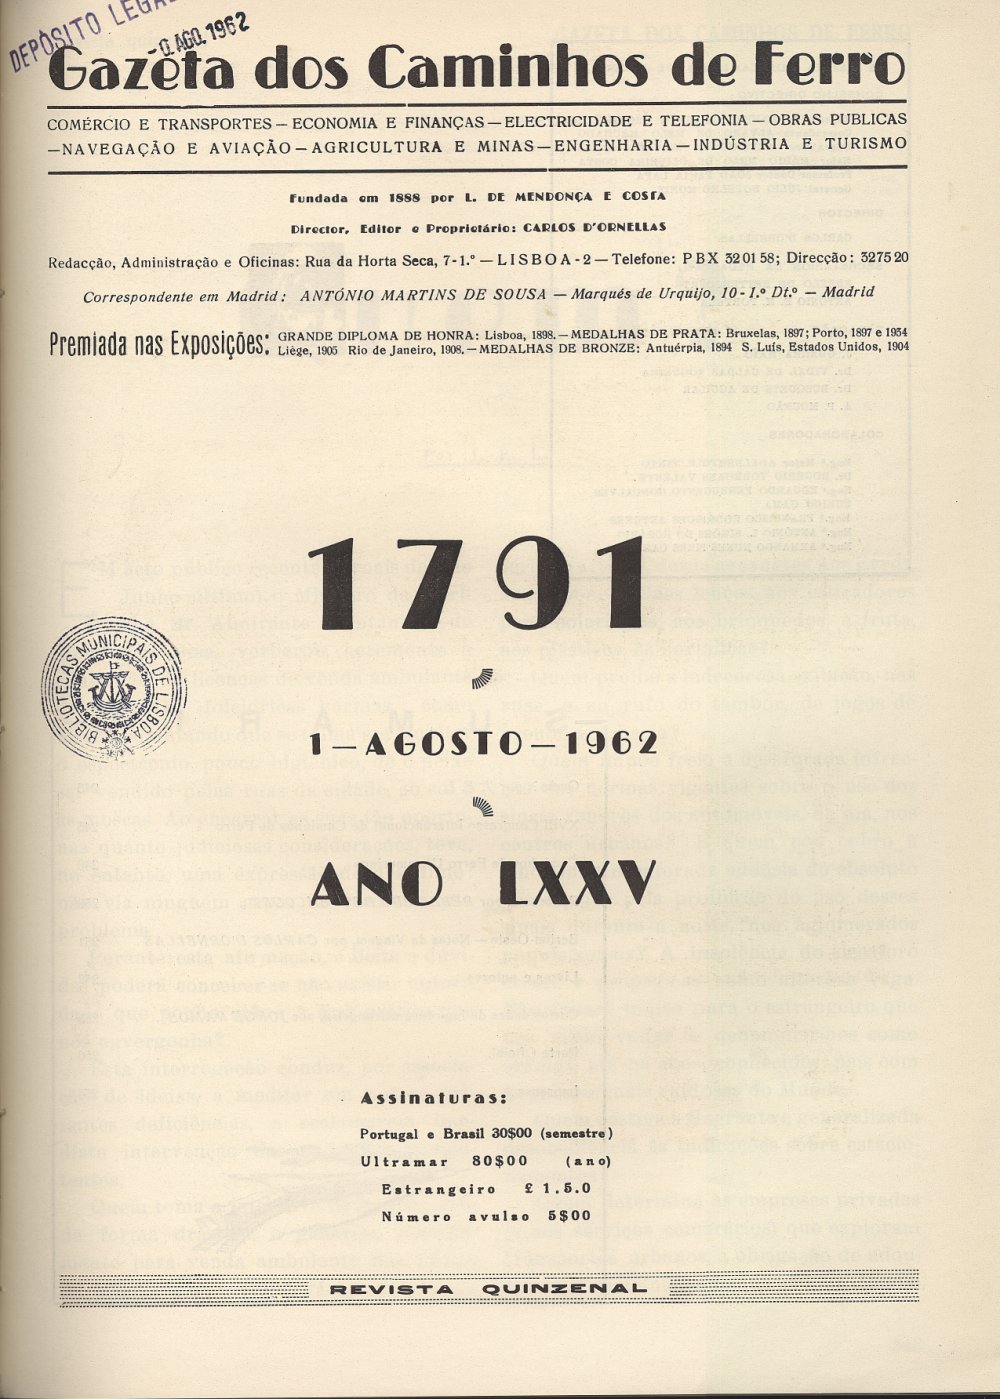 DEPÓSITO LEGAL
-9.AGO.1962
Gazeta dos Caminhos de Ferro
COMÉRCIO E TRANSPORTES — ECONOMIA E FINANÇAS — ELECTRICIDADE E TELEFONIA — OBRAS PUBLICAS
— NAVEGAÇÃO E AVIAÇÃO — AGRICULTURA E MINAS — ENGENHARIA — INDÚSTRIA E TURISMO
Fundada em 1888 por L. DE MENDONÇA E COSTA
Director, Editor e Proprietário: CARLOS D'ORNELLAS
Redacção, Administração e Oficinas: Rua da Horta Seca, 7-1.º — LISBOA-2 — Telefone: PBX 320158; Direcção: 327520
Correspondente em Madrid: ANTÓNIO MARTINS DE SOUSA — Marqués de Urquijo, 10-1.º Dt.º — Madrid
Premiada nas Exposições: GRANDE DIPLOMA DE HONRA: Lisboa, 1898. — MEDALHAS DE PRATA: Bruxelas, 1897; Porto, 1897 e 1934
Liège, 1905 Rio de Janeiro, 1908. — MEDALHAS DE BRONZE: Antuérpia, 1894 S. Luís, Estados Unidos, 1904
1791
BIBLIOTECAS MUNICIPAIS DE LISBOA
1 — AGOSTO — 1962
ANO LXXV
Assinaturas:
Portugal e Brasil 30$00 (semestre)
Ultramar 80$00 (ano)
Estrangeiro £ 1.5.0
Número avulso 5$00
REVISTA QUINZENAL